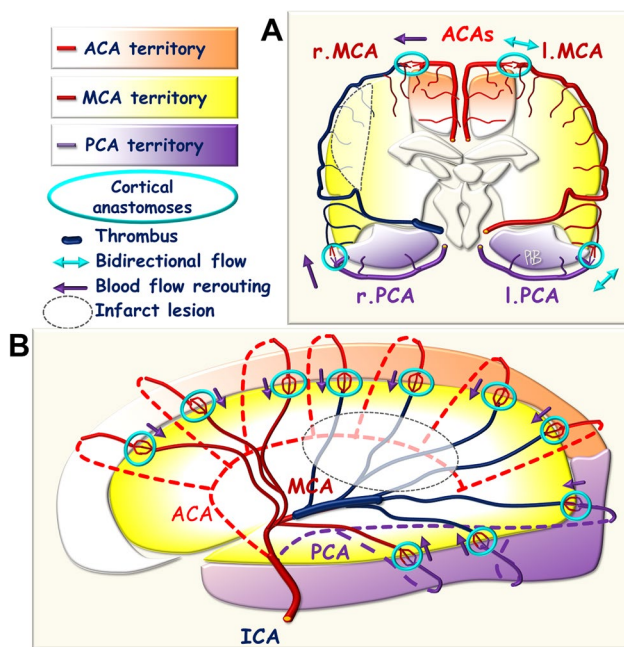 ACA territory
MCA territory
PCA territory
Cortical
anastomoses
Thrombus
Bidirectional flow
Blood flow rerouting
Infarct lesion
A
ACAs
r.MCA
l.MCA
r.PCA
l.PCA
B
MCA
ACA
PCA
ICA